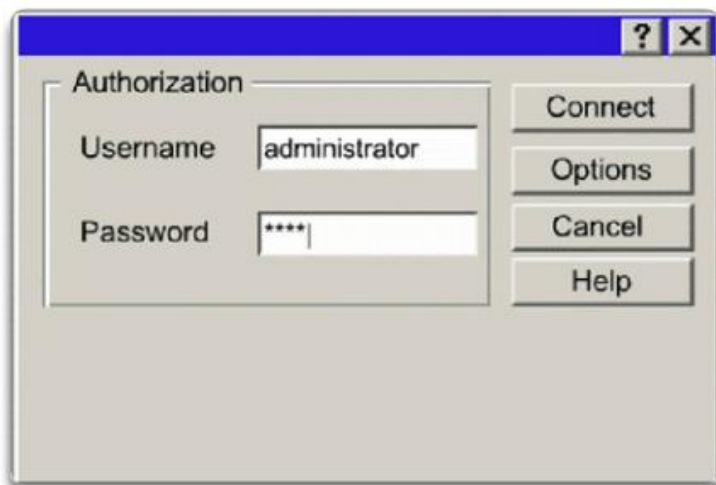 ? X
Authorization
Username administrator
Password ****
Connect
Options
Cancel
Help